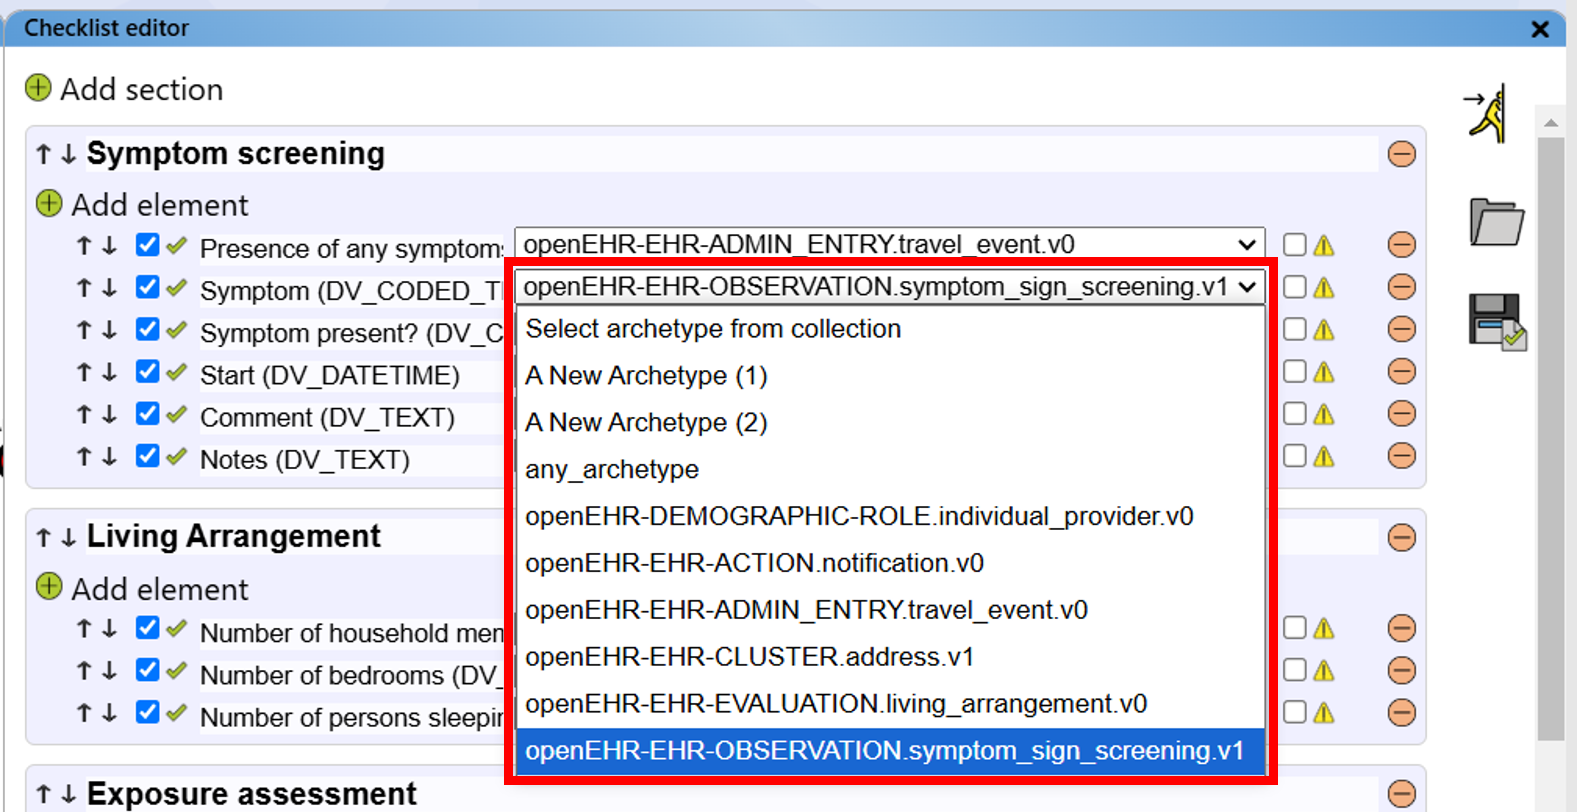 Checklist editor
Add section
Symptom screening
Add element
Presence of any symptom openEHR-EHR-ADMIN_ENTRY.travel_event.v0
Symptom (DV_CODED_T openEHR-EHR-OBSERVATION.symptom_sign_screening.v1
Select archetype from collection
Symptom present? (DV_C
A New Archetype (1)
Start (DV_DATETIME)
A New Archetype (2)
Comment (DV_TEXT)
any_archetype
Notes (DV_TEXT)
openEHR-DEMOGRAPHIC-ROLE.individual_provider.v0
Living Arrangement
openEHR-EHR-ACTION.notification.v0
Add element
openEHR-EHR-ADMIN_ENTRY.travel_event.v0
Number of household mem
openEHR-EHR-CLUSTER.address.v1
Number of bedrooms (DV_
openEHR-EHR-EVALUATION.living_arrangement.v0
Number of persons sleepin
openEHR-EHR-OBSERVATION.symptom_sign_screening.v1
Exposure assessment